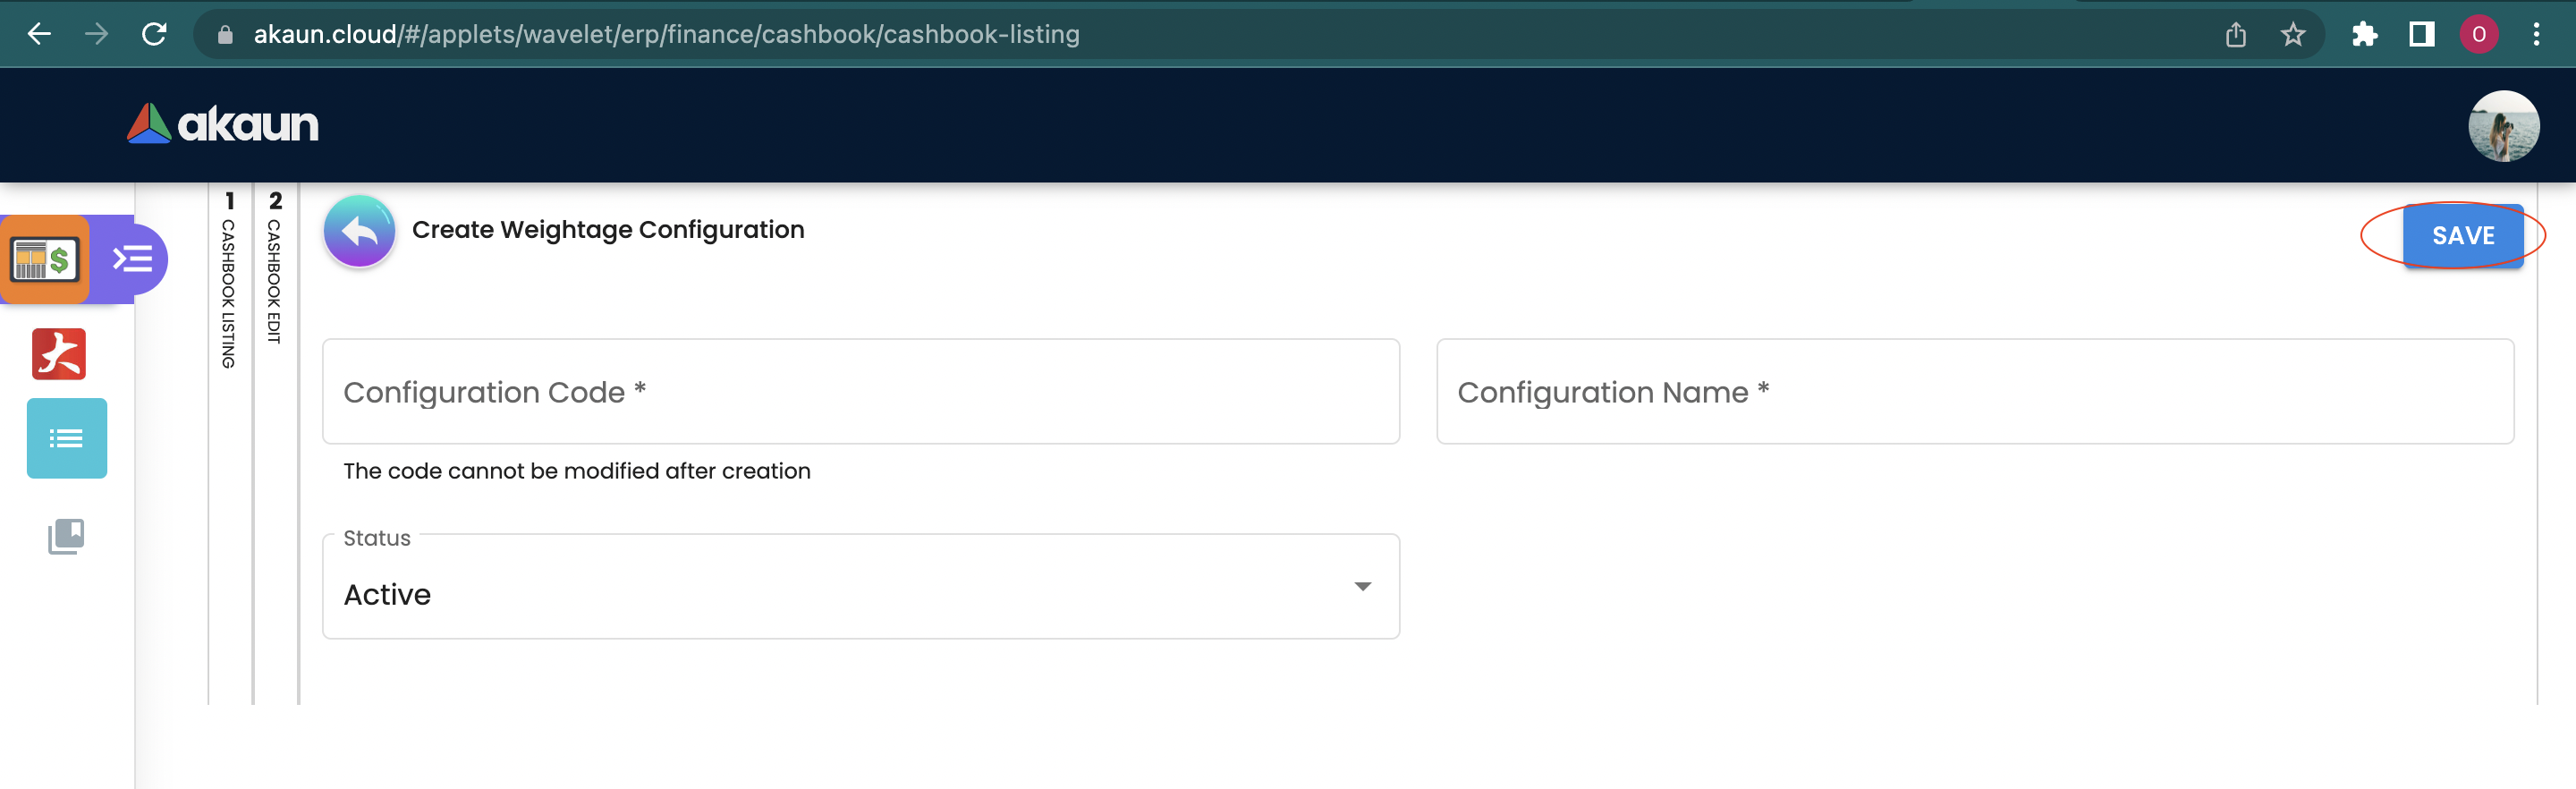 akaun.cloud/#/applets/wavelet/erp/finance/cashbook/cashbook-listing
O
akaun
1
CASHBOOK LISTING
2
CASHBOOK EDIT
Create Weightage Configuration
SAVE
$
Configuration Code *
Configuration Name *
The code cannot be modified after creation
Status
Active